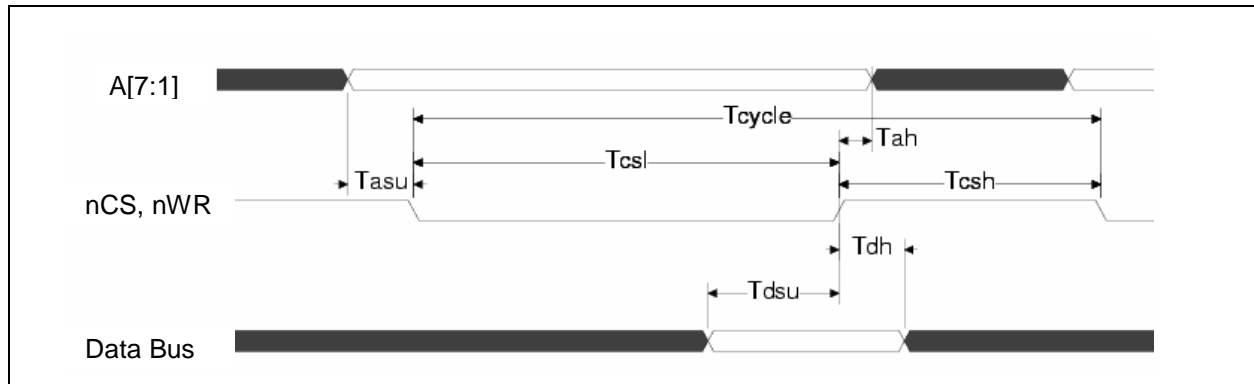 A[7:1]
Tcycle
Tah
Tcsl
Tasu
Tcsh
nCS, nWR
Tdh
Tdsu
Data Bus